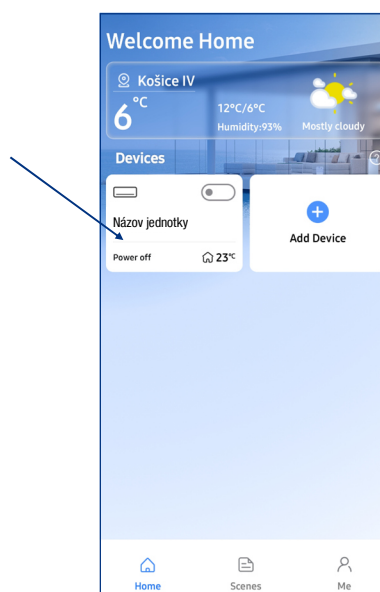 Welcome Home
Košice IV
6°C
12°C/6°C
Humidity:93%
Mostly cloudy
Devices
Názov jednotky
Power off
23°C
Add Device
Home
Scenes
Me